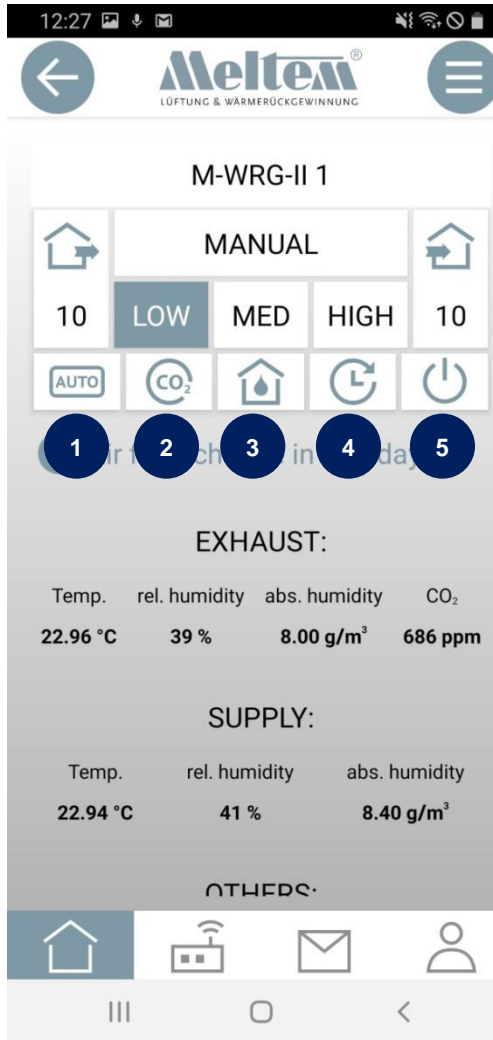 12:27
Meltem®
LÜFTUNG & WÄRMERÜCKGEWINNUNG
M-WRG-II 1
MANUAL
10 LOW MED HIGH 10
AUTO CO₂
1 2 3 4 5
in
EXHAUST:
Temp. rel. humidity abs. humidity CO₂
22.96 °C 39 % 8.00 g/m³ 686 ppm
SUPPLY:
Temp. rel. humidity abs. humidity
22.94 °C 41 % 8.40 g/m³
OTHERS: